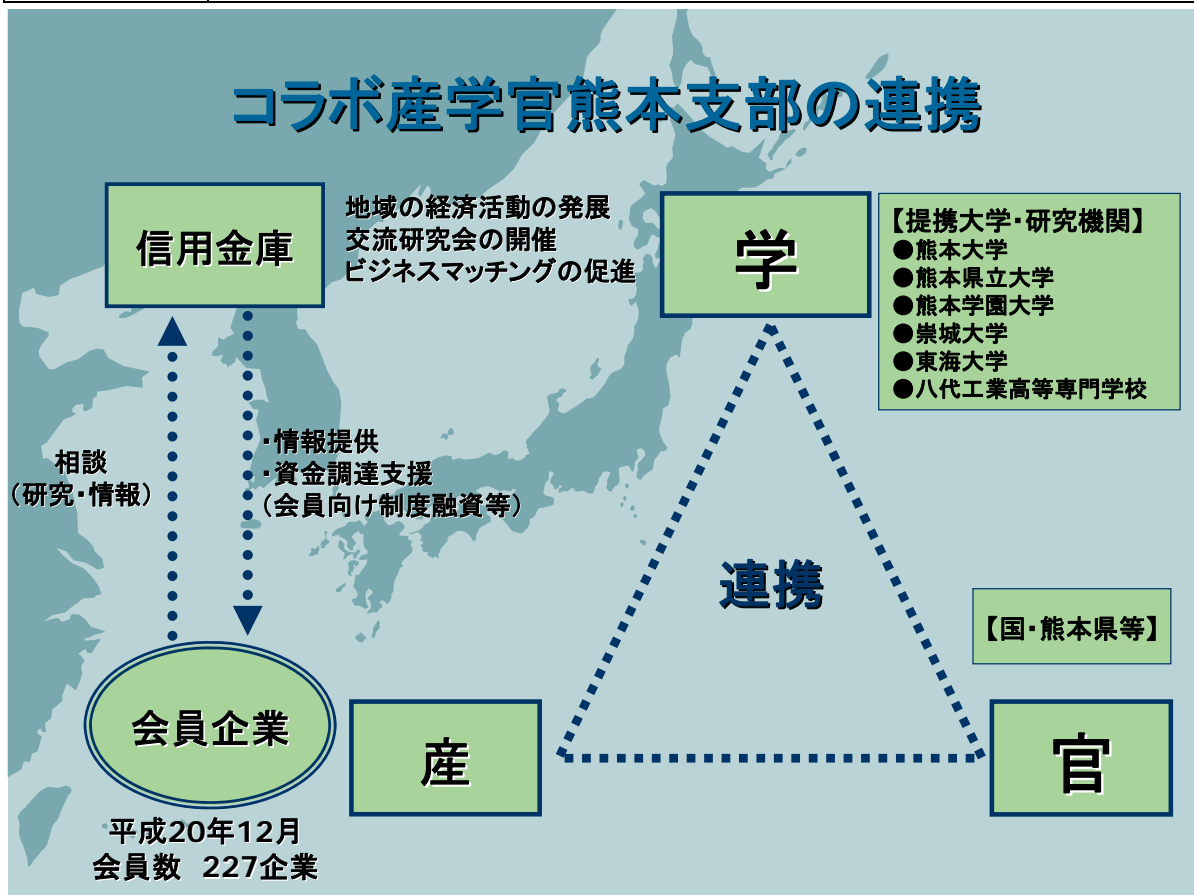 コラボ産学官熊本支部の連携
信用金庫
地域の経済活動の発展
交流研究会の開催
ビジネスマッチングの促進
学
【提携大学・研究機関】
●熊本大学
●熊本県立大学
●熊本学園大学
●崇城大学
●東海大学
●八代工業高等専門学校
相談
（研究・情報）
・情報提供
・資金調達支援
（会員向け制度融資等）
連携
【国・熊本県等】
会員企業
産
官
平成20年12月
会員数 227企業